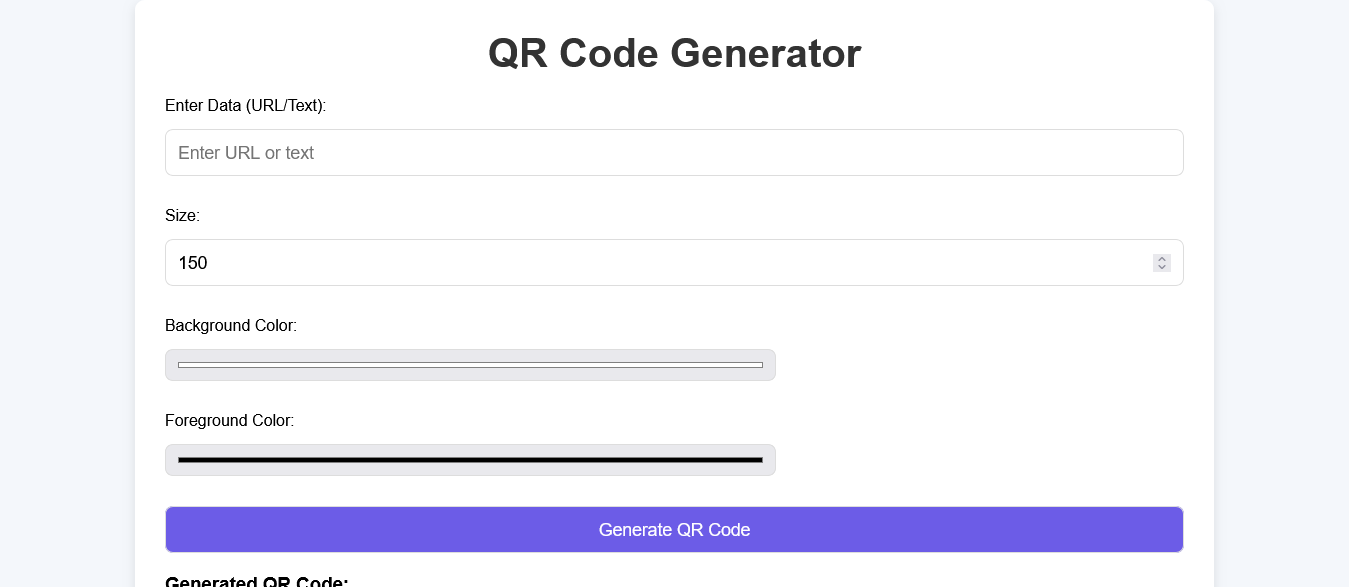 QR Code Generator
Enter Data (URL/Text):
Enter URL or text
Size:
150
Background Color:
Foreground Color:
Generate QR Code
Generated QR Code: